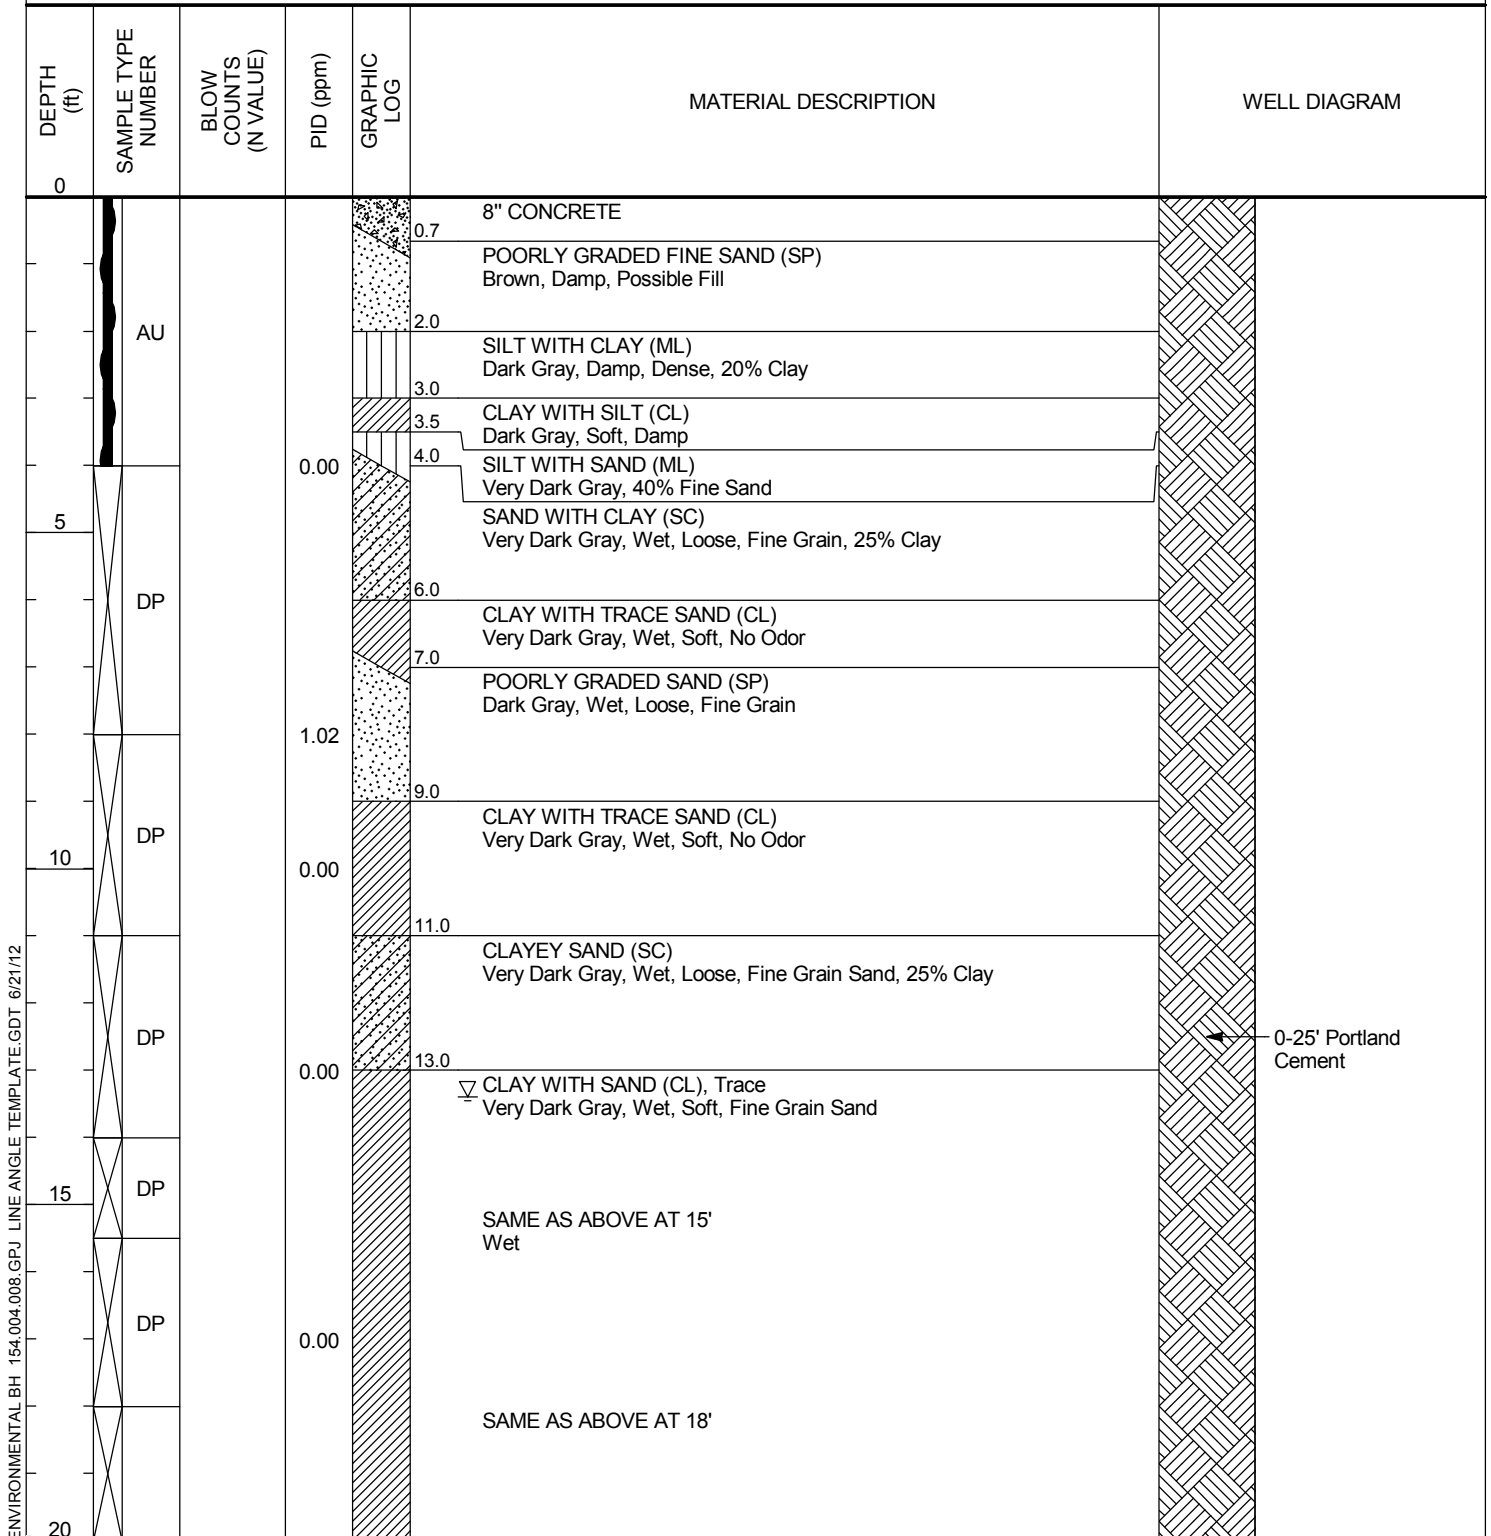 DEPTH
(ft)
SAMPLE TYPE
NUMBER
BLOW
COUNTS
(N VALUE)
PID (ppm)
GRAPHIC
LOG
MATERIAL DESCRIPTION
WELL DIAGRAM
0
8" CONCRETE
0.7
POORLY GRADED FINE SAND (SP)
Brown, Damp, Possible Fill
AU
2.0
SILT WITH CLAY (ML)
Dark Gray, Damp, Dense, 20% Clay
3.0
CLAY WITH SILT (CL)
3.5
Dark Gray, Soft, Damp
4.0
0.00
SILT WITH SAND (ML)
Very Dark Gray, 40% Fine Sand
5
SAND WITH CLAY (SC)
Very Dark Gray, Wet, Loose, Fine Grain, 25% Clay
6.0
DP
CLAY WITH TRACE SAND (CL)
Very Dark Gray, Wet, Soft, No Odor
7.0
POORLY GRADED SAND (SP)
Dark Gray, Wet, Loose, Fine Grain
1.02
9.0
CLAY WITH TRACE SAND (CL)
DP
Very Dark Gray, Wet, Soft, No Odor
10
0.00
11.0
CLAYEY SAND (SC)
Very Dark Gray, Wet, Loose, Fine Grain Sand, 25% Clay
DP
0-25' Portland
Cement
13.0
0.00
CLAY WITH SAND (CL), Trace
Very Dark Gray, Wet, Soft, Fine Grain Sand
15
DP
SAME AS ABOVE AT 15'
Wet
DP
0.00
SAME AS ABOVE AT 18'
20
ENVIRONMENTAL BH 154.004.008.GPJ LINE ANGLE TEMPLATE.GDT 6/21/12